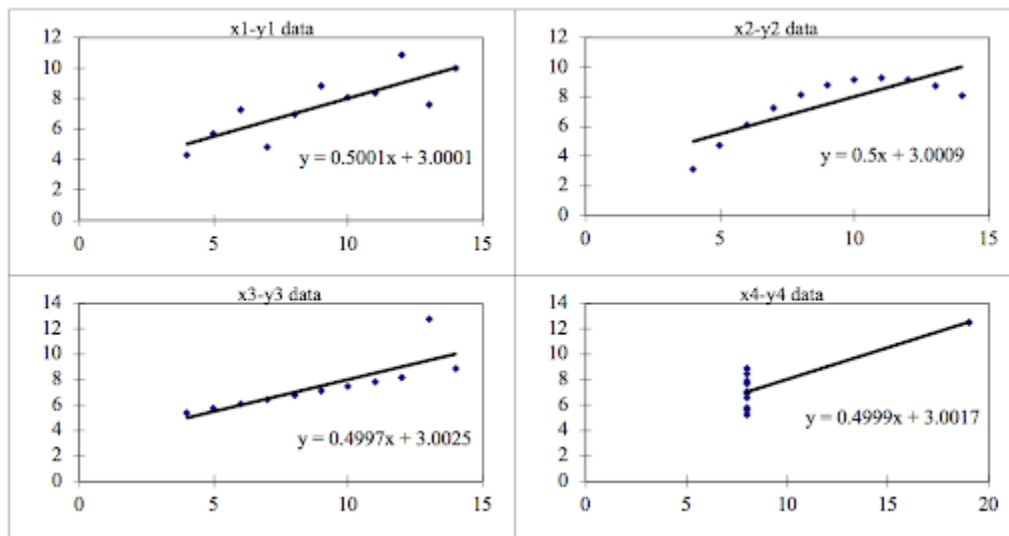 x1-y1 data
12
10
8
6
4
2
0
y = 0.5001x + 3.0001
0 5 10 15
x2-y2 data
12
10
8
6
4
2
0
y = 0.5x + 3.0009
0 5 10 15
x3-y3 data
14
12
10
8
6
4
2
0
y = 0.4997x + 3.0025
0 5 10 15
x4-y4 data
14
12
10
8
6
4
2
0
y = 0.4999x + 3.0017
0 5 10 15 20